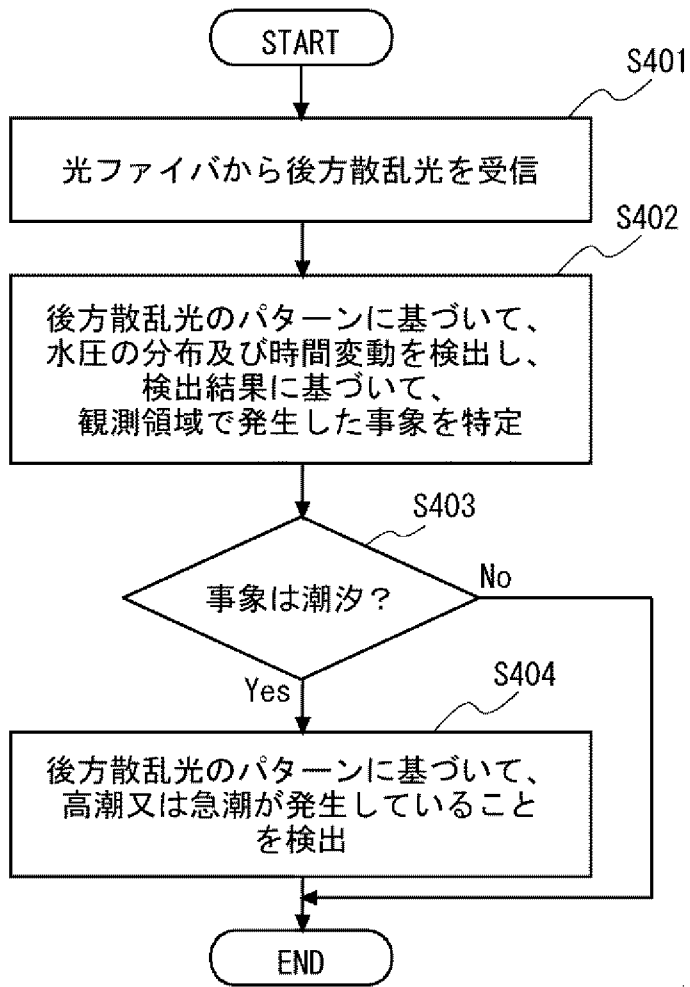 START
S401
光ファイバから後方散乱光を受信
S402
後方散乱光のパターンに基づいて、
水圧の分布及び時間変動を検出し、
検出結果に基づいて、
観測領域で発生した事象を特定
S403
事象は潮汐？
No
Yes
S404
後方散乱光のパターンに基づいて、
高潮又は急潮が発生していること
を検出
END